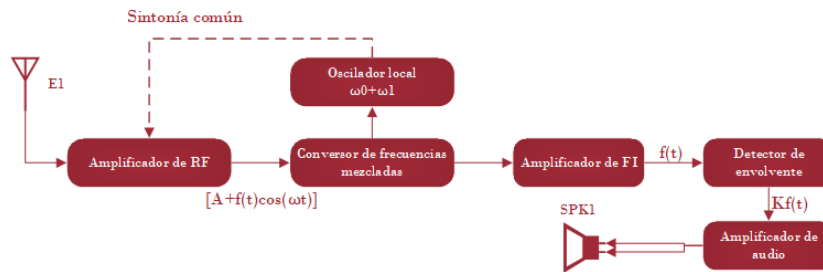 Sintonía común
E1
Oscilador local
ω0+ω1
Amplificador de RF
Conversor de frecuencias
mezcladas
Amplificador de FI
f(t)
Detector de
envolvente
[A+f(t)cos(ωt)]
Kf(t)
SPK1
Amplificador de
audio